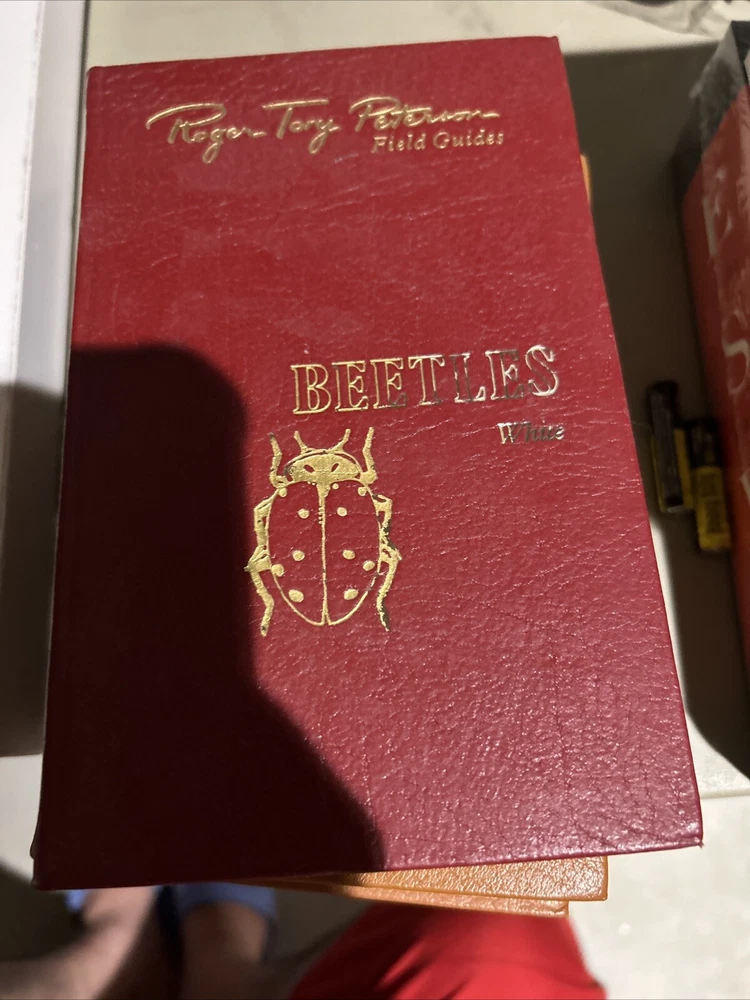 Roger Tory Peterson
Field Guides
BEETLES
White